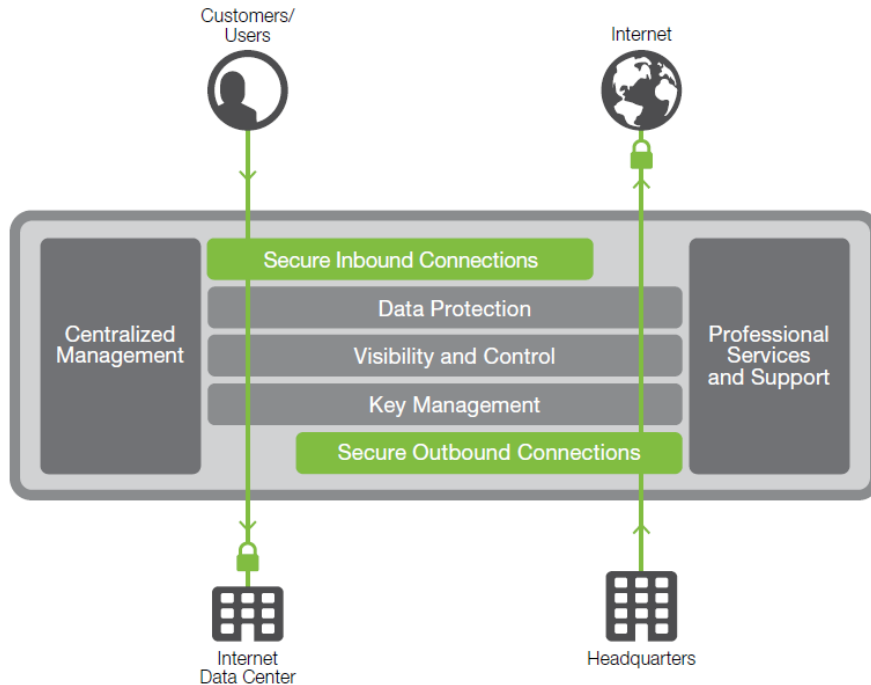 Customers/
Users
Internet
Secure Inbound Connections
Data Protection
Centralized
Management
Visibility and Control
Professional
Services
and Support
Key Management
Secure Outbound Connections
Internet
Data Center
Headquarters